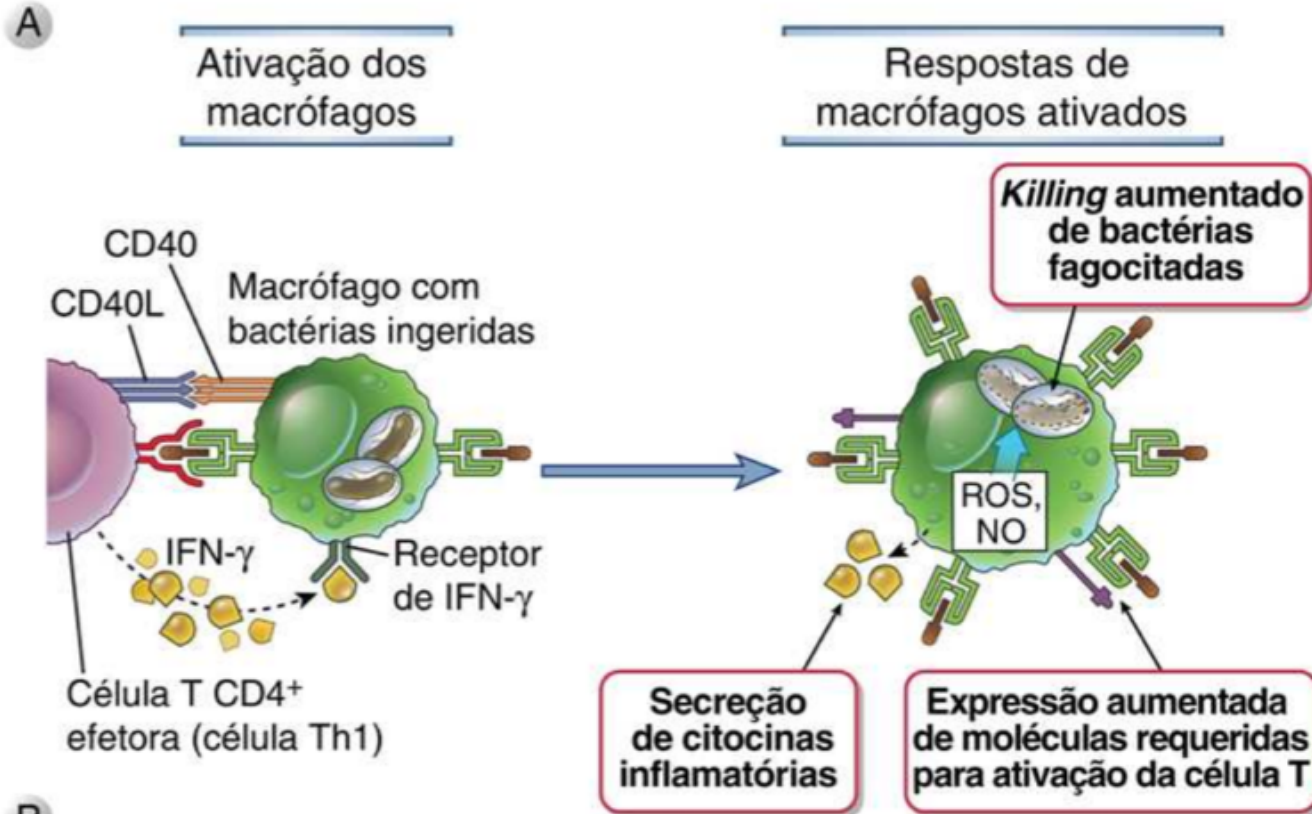 A
Ativação dos
macrófagos
Respostas de
macrófagos ativados
Killing aumentado
de bactérias
fagocitadas
CD40
CD40L
Macrófago com
bactérias ingeridas
ROS,
NO
IFN-γ
Receptor
de IFN-γ
Célula T CD4⁺
efetora (célula Th1)
Secreção
de citocinas
inflamatórias
Expressão aumentada
de moléculas requeridas
para ativação da célula T